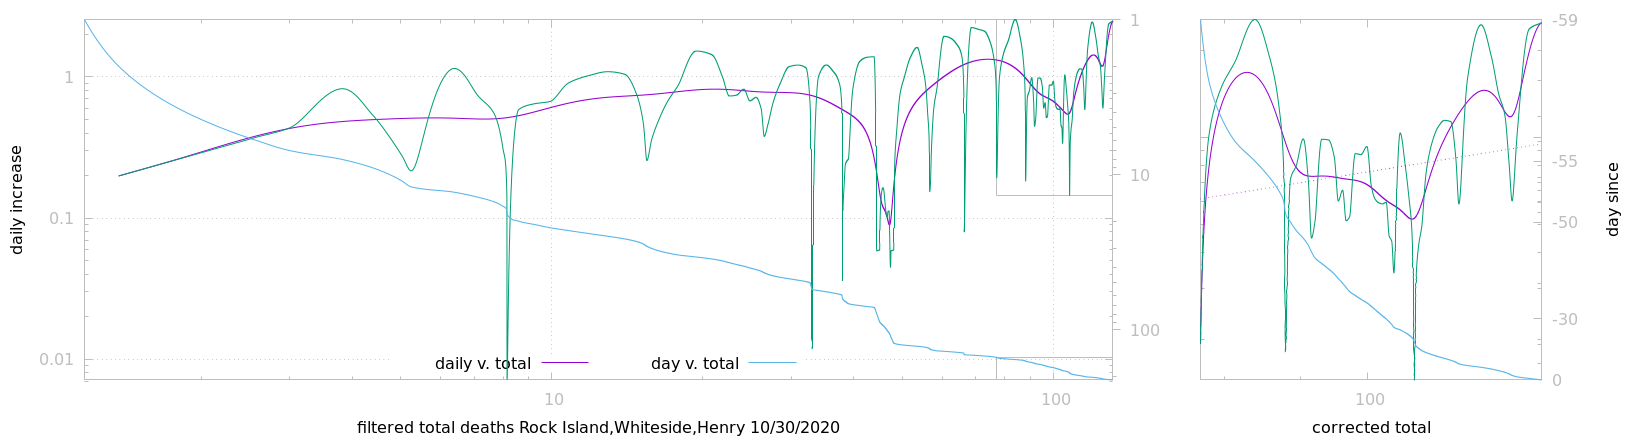 1
0.1
0.01
daily increase
10
100
1
10
100
daily v. total
day v. total
filtered total deaths Rock Island,Whiteside,Henry 10/30/2020
-59
-55
-50
-30
0
day since
100
corrected total